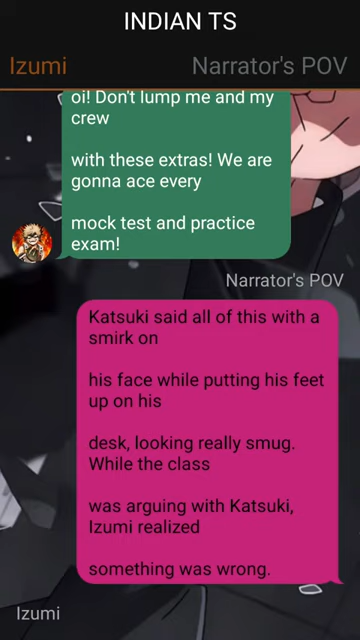 INDIAN TS
Izumi
Narrator's POV
oi! Don't lump me and my
crew
with these extras! We are
gonna ace every
mock test and practice
exam!
Narrator's POV
Katsuki said all of this with a
smirk on
his face while putting his feet
up on his
desk, looking really smug.
While the class
was arguing with Katsuki,
Izumi realized
something was wrong.
Izumi